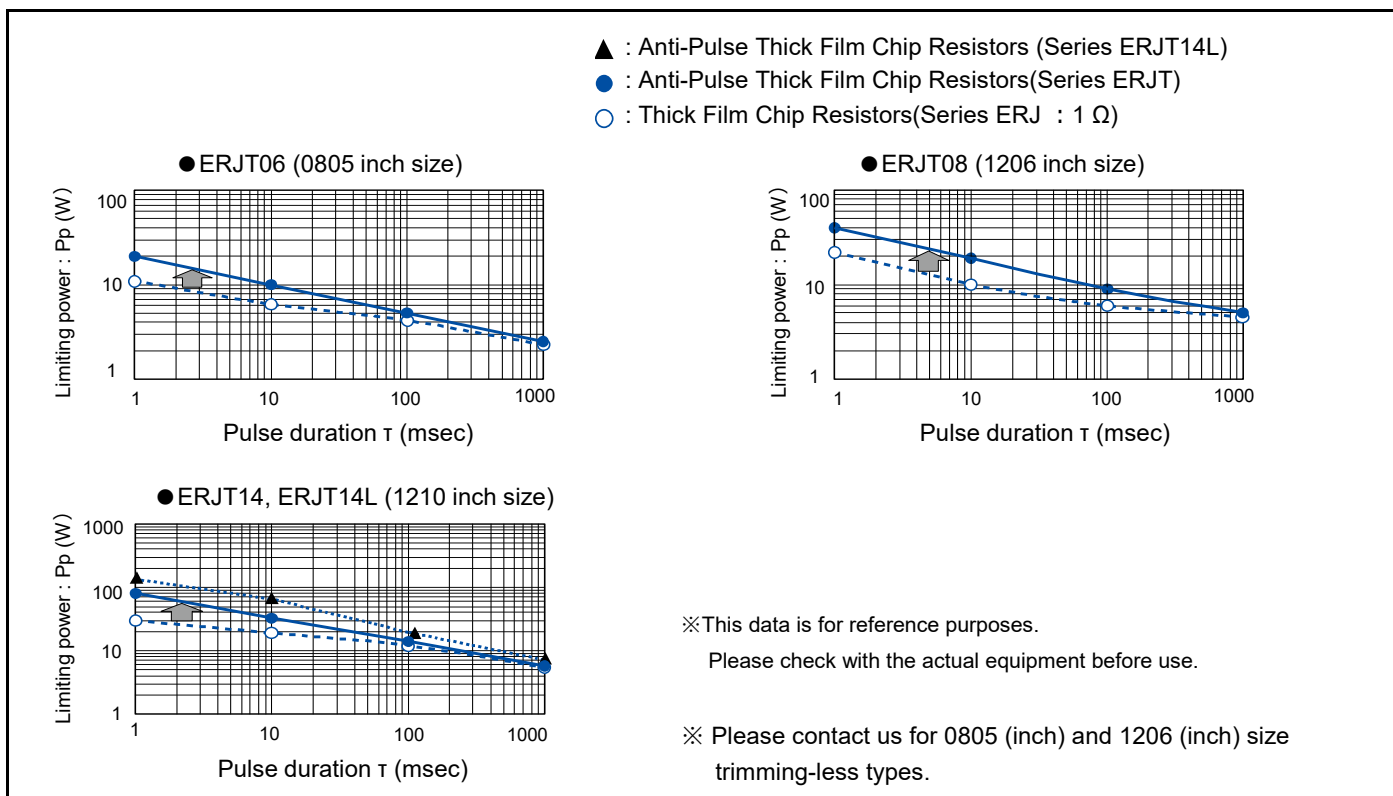 ▲ : Anti-Pulse Thick Film Chip Resistors (Series ERJT14L)
● : Anti-Pulse Thick Film Chip Resistors(Series ERJT)
○ : Thick Film Chip Resistors(Series ERJ : 1 Ω)
●ERJT06 (0805 inch size)
Limiting power : Pp (W)
100
10
1
1 10 100 1000
Pulse duration τ (msec)
●ERJT08 (1206 inch size)
Limiting power : Pp (W)
100
10
1
1 10 100 1000
Pulse duration τ (msec)
●ERJT14, ERJT14L (1210 inch size)
Limiting power : Pp (W)
1000
100
10
1
1 10 100 1000
Pulse duration τ (msec)
※This data is for reference purposes.
Please check with the actual equipment before use.
※ Please contact us for 0805 (inch) and 1206 (inch) size
trimming-less types.